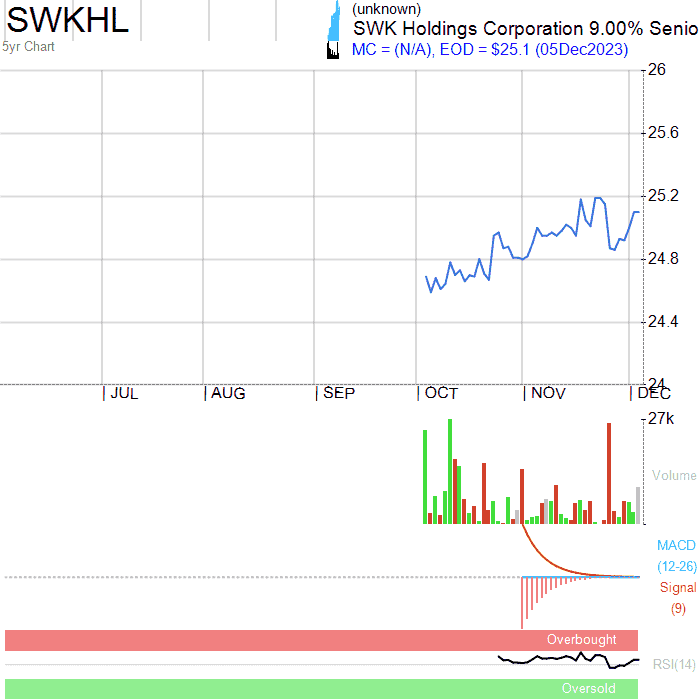 SWKHL
(unknown)
SWK Holdings Corporation 9.00% Senio
5yr Chart
MC = (N/A), EOD = $25.1 (05Dec2023)
26
25.6
25.2
24.8
24.4
24
JUL AUG SEP OCT NOV DEC
27k
Volume
MACD
(12-26)
Signal
(9)
Overbought
RSI(14)
Oversold